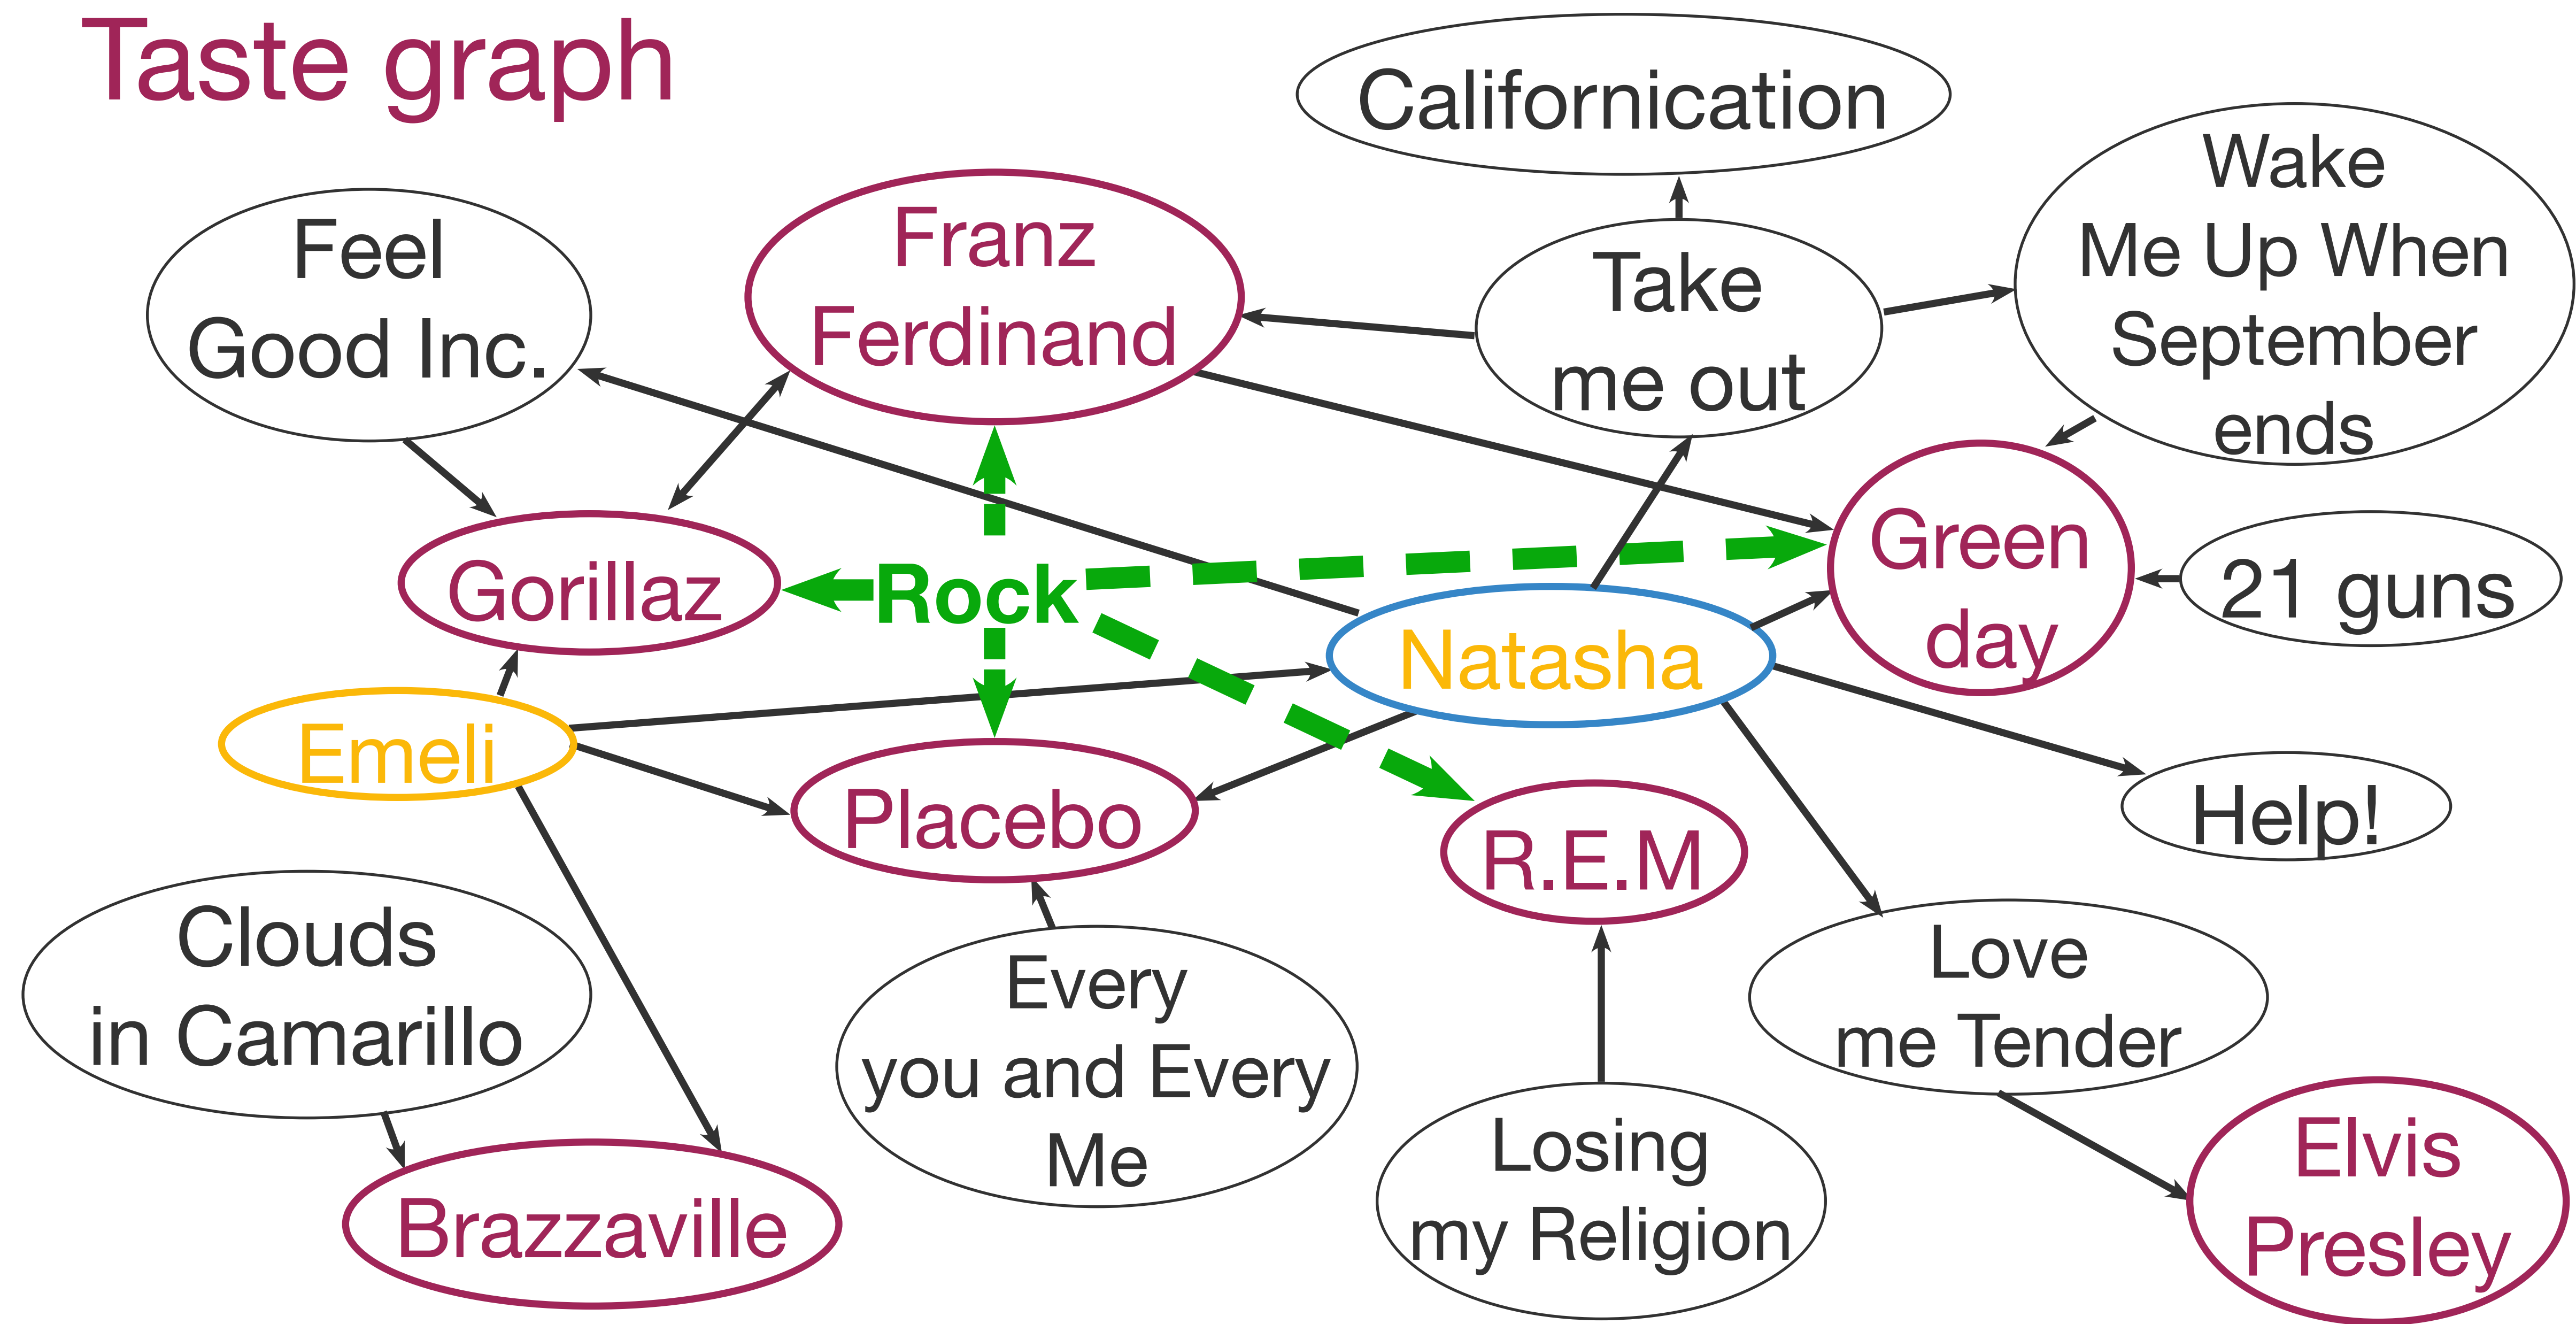 Taste graph
Californication
Wake
Me Up When
September
ends
Feel
Good Inc.
Franz
Ferdinand
Take
me out
Green
day
21 guns
Gorillaz
Rock
Natasha
Emeli
Placebo
R.E.M
Help!
Clouds
in Camarillo
Every
you and Every
Me
Love
me Tender
Losing
my Religion
Brazzaville
Elvis
Presley